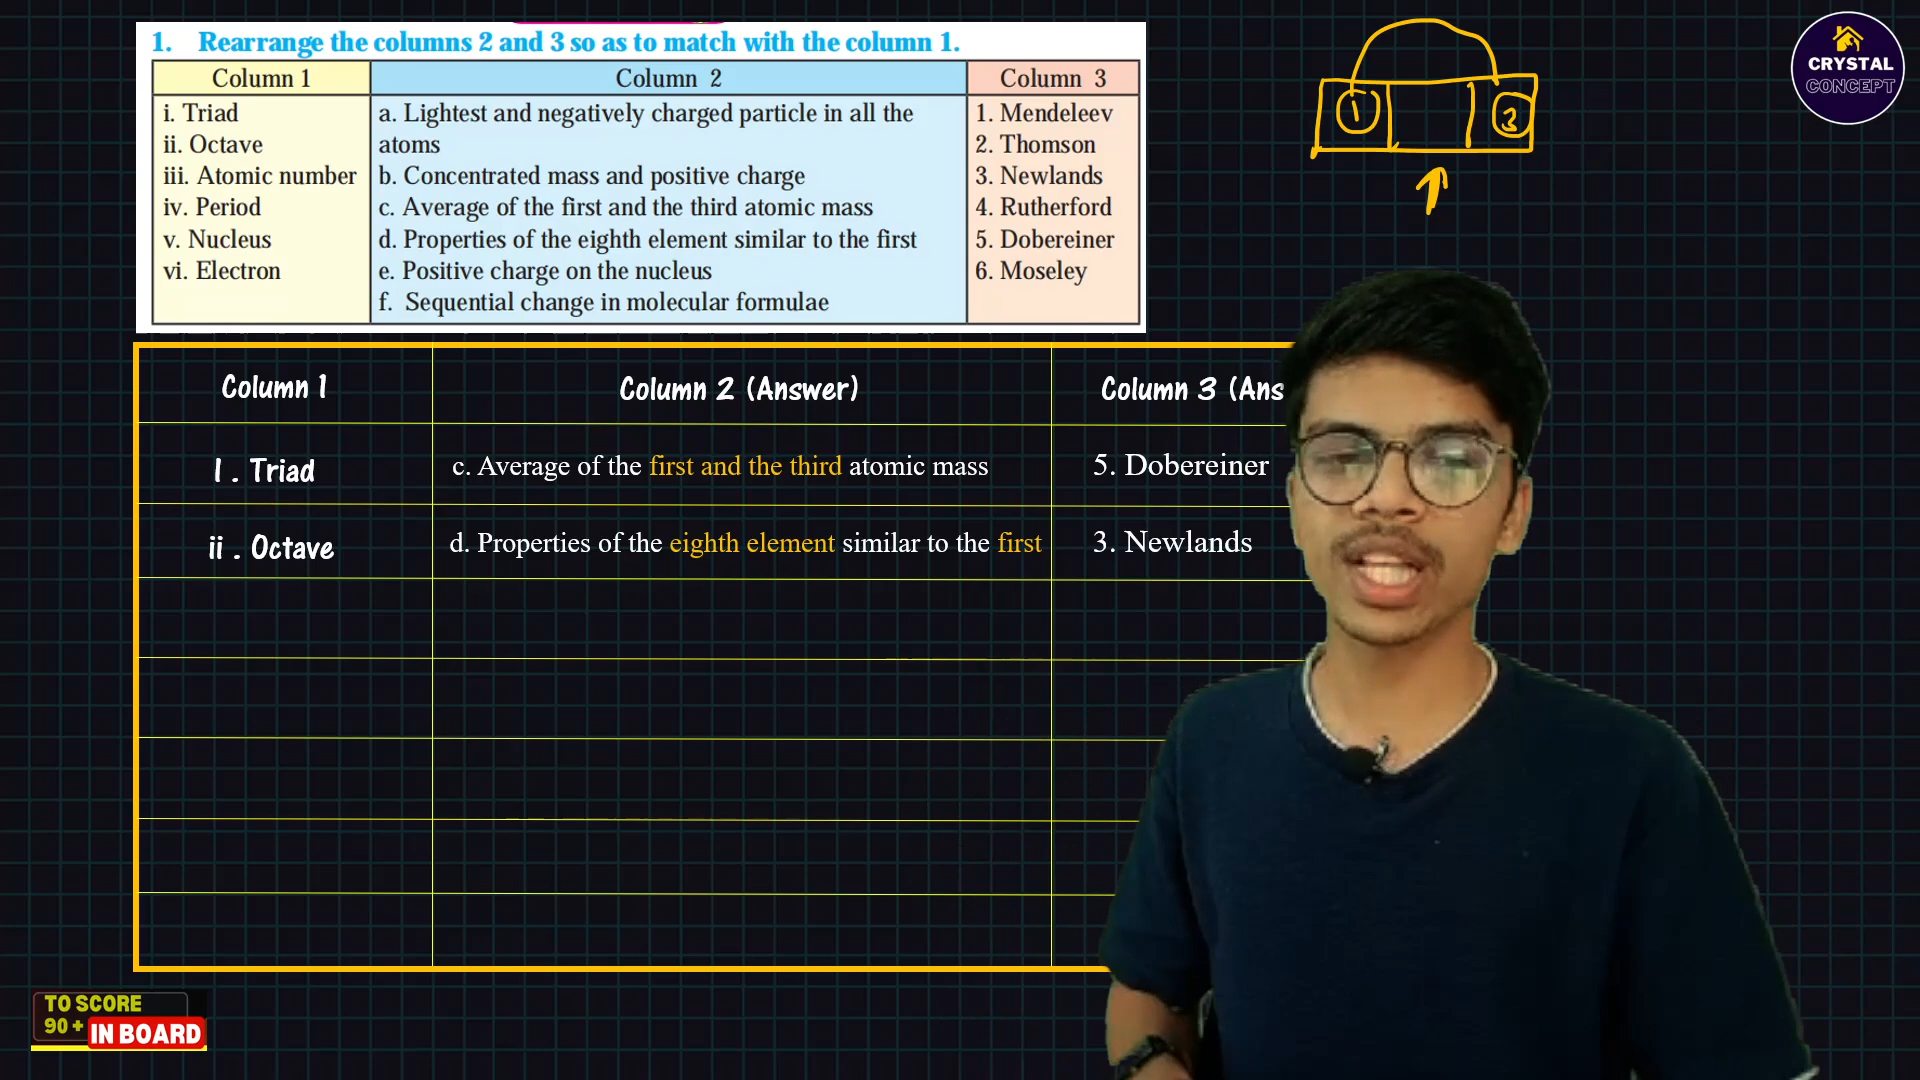 1. Rearrange the columns 2 and 3 so as to match with the column 1.
Column 1
Column 2
Column 3
i. Triad
ii. Octave
iii. Atomic number
iv. Period
v. Nucleus
vi. Electron
a. Lightest and negatively charged particle in all the
atoms
b. Concentrated mass and positive charge
c. Average of the first and the third atomic mass
d. Properties of the eighth element similar to the first
e. Positive charge on the nucleus
f. Sequential change in molecular formulae
1. Mendeleev
2. Thomson
3. Newlands
4. Rutherford
5. Dobereiner
6. Moseley
1
3
CRYSTAL
CONCEPT
Column 1
Column 2 (Answer)
Column 3 (Ans
I . Triad
c. Average of the first and the third atomic mass
5. Dobereiner
ii . Octave
d. Properties of the eighth element similar to the first
3. Newlands
TO SCORE
90 +
IN BOARD